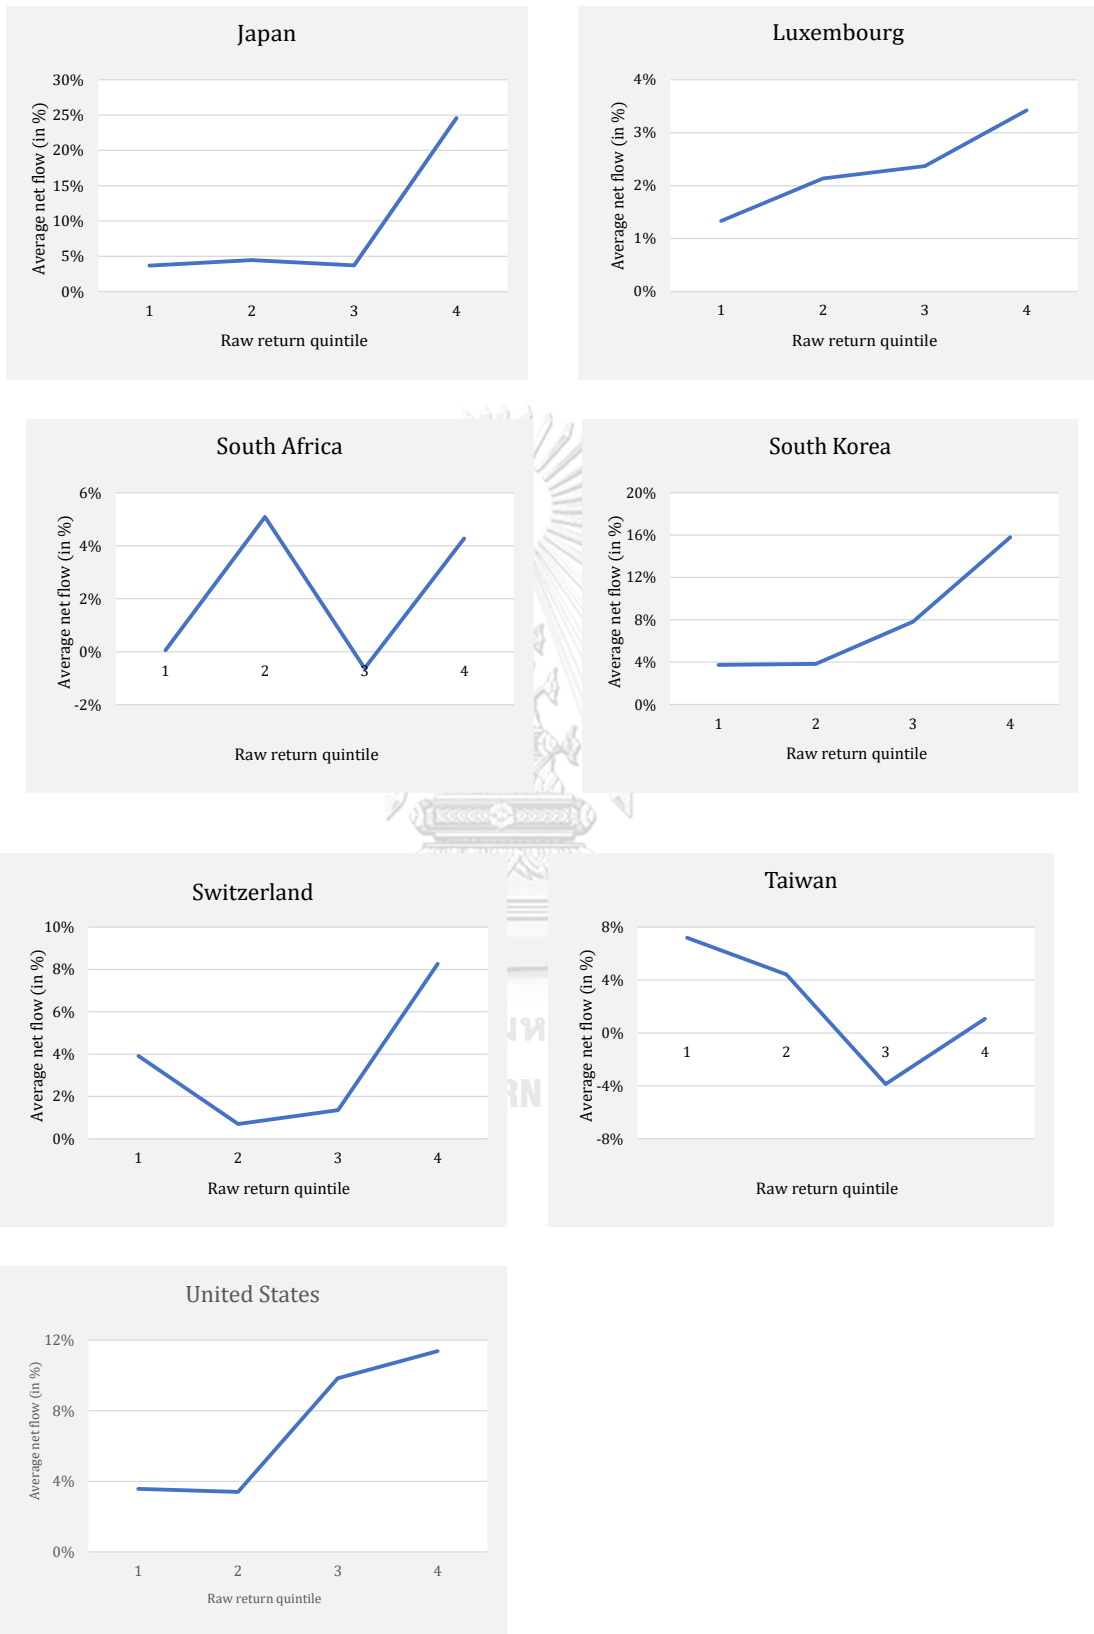 Japan
Average net flow (in %)
30%
25%
20%
15%
10%
5%
0%
1 2 3 4
Raw return quintile
Luxembourg
Average net flow (in %)
4%
3%
2%
1%
0%
1 2 3 4
Raw return quintile
South Africa
Average net flow (in %)
6%
4%
2%
0%
-2%
1 2 3 4
Raw return quintile
South Korea
Average net flow (in %)
20%
16%
12%
8%
4%
0%
1 2 3 4
Raw return quintile
Switzerland
Average net flow (in %)
10%
8%
6%
4%
2%
0%
1 2 3 4
Raw return quintile
Taiwan
Average net flow (in %)
8%
4%
0%
-4%
-8%
1 2 3 4
Raw return quintile
RN
United States
Average net flow (in %)
12%
8%
4%
0%
1 2 3 4
Raw return quintile